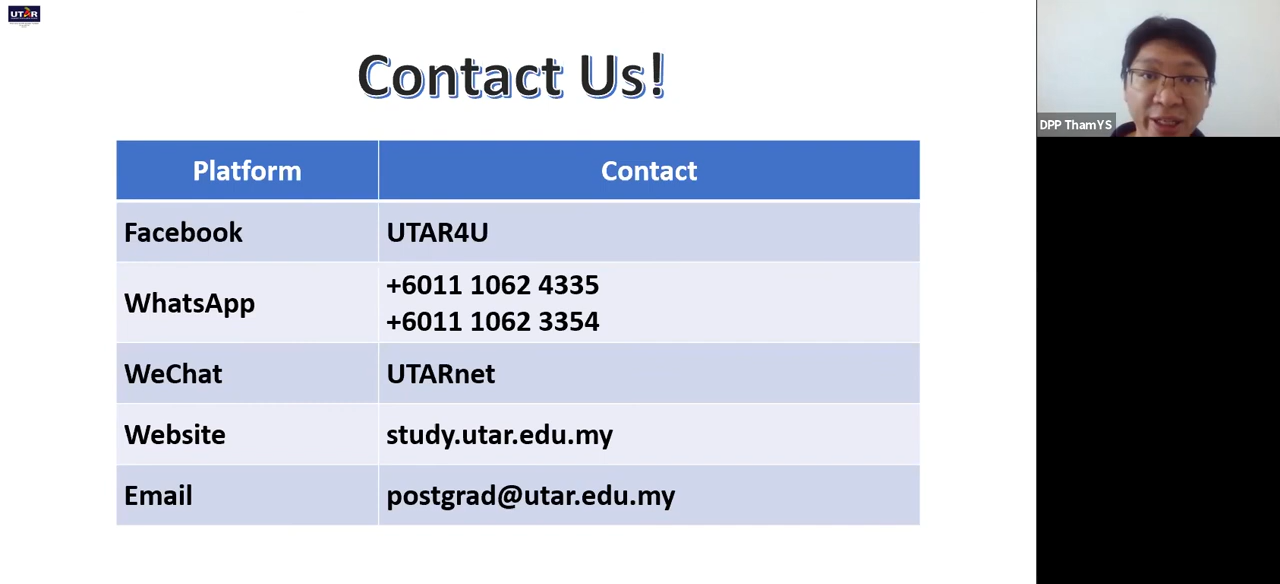 UTAR
Contact Us!
Platform Contact
Facebook UTAR4U
WhatsApp +6011 1062 4335
+6011 1062 3354
WeChat UTARnet
Website study.utar.edu.my
Email postgrad@utar.edu.my
DPP ThamYS